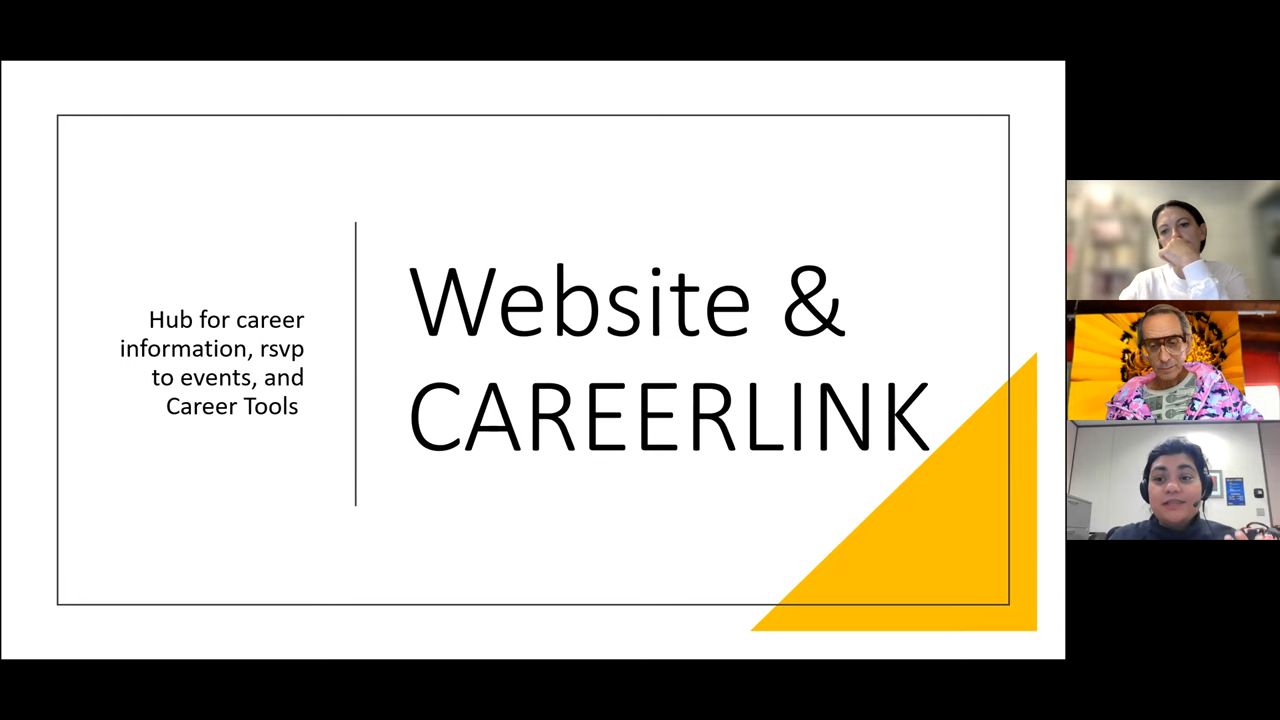 Hub for career
information, rsvp
to events, and
Career Tools
Website &
CAREERLINK